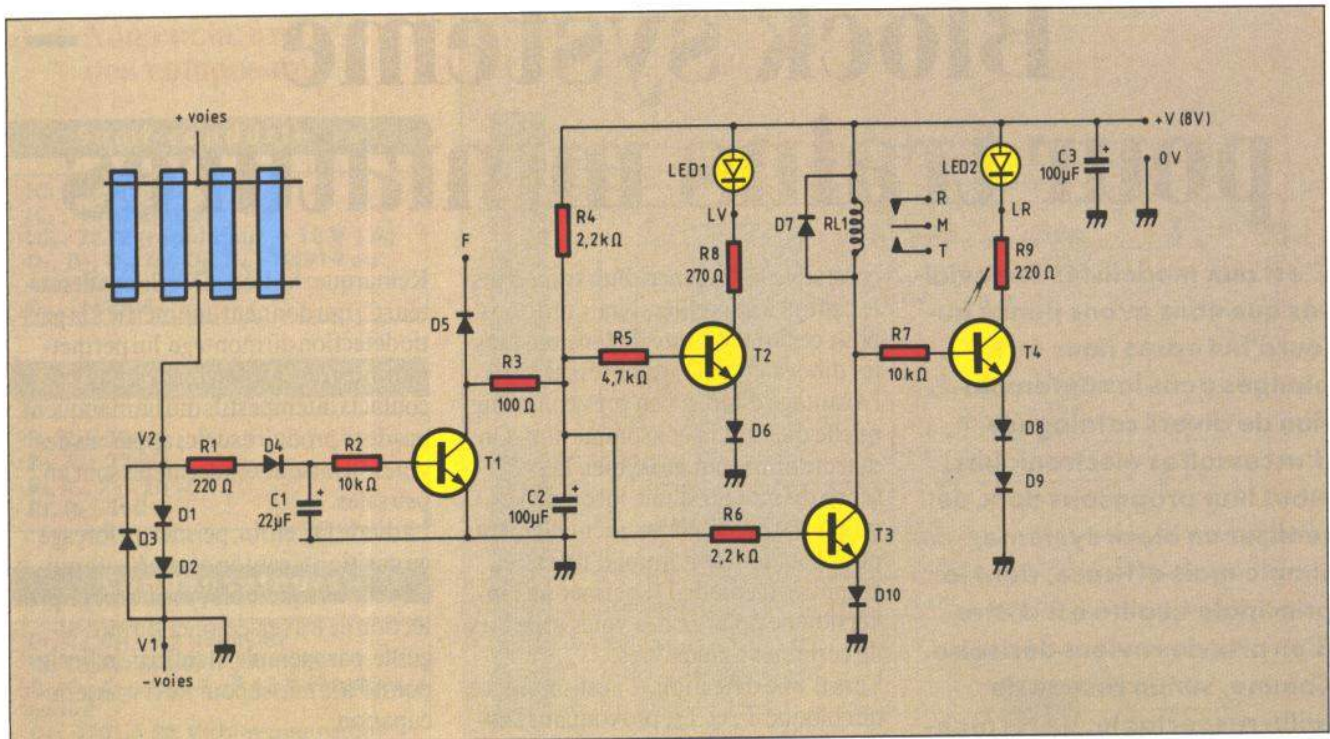 + voies
V2
R1
220 Ω
D4
C1
22µF
R2
10kΩ
D1
D3
D2
V1
– voies
F
D5
T1
R3
100 Ω
R4
2,2kΩ
C2
100µF
R5
4,7kΩ
R6
2,2kΩ
LED1
LV
R8
270 Ω
T2
D6
D7
RL1
R
M
T
T3
D10
R7
10kΩ
LED2
LR
R9
220 Ω
T4
D8
D9
C3
100µF
+V (8V)
0V